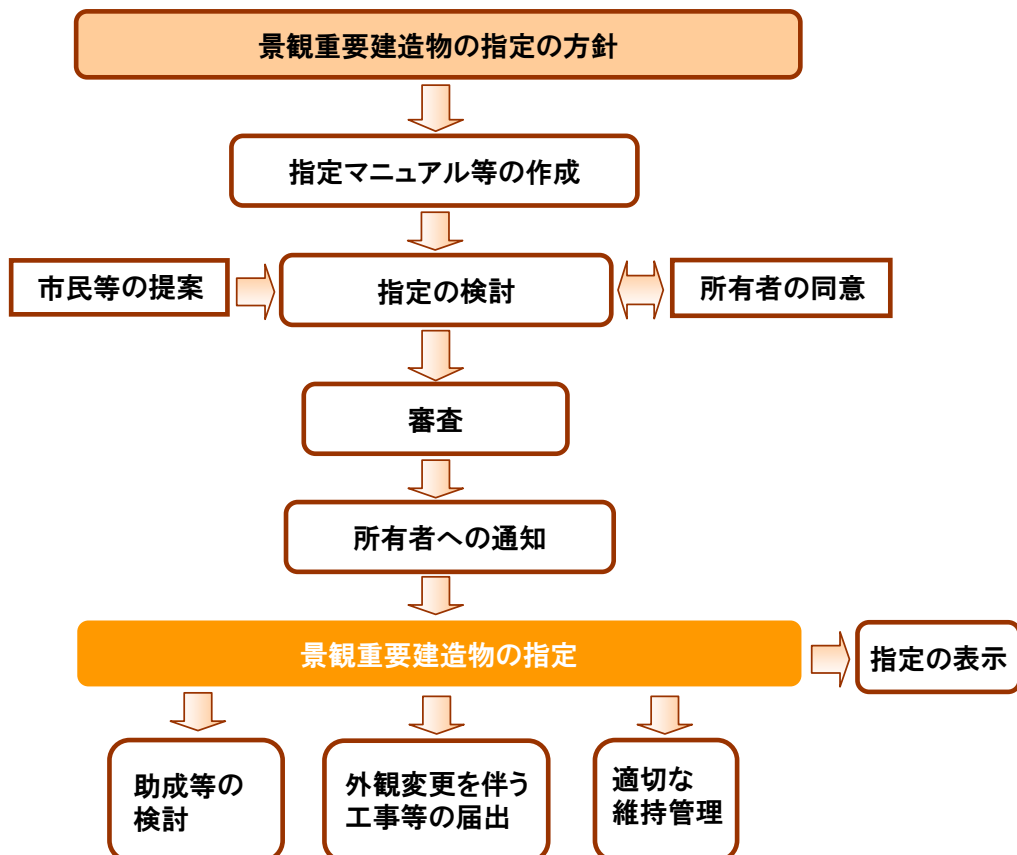 景観重要建造物の指定の方針
指定マニュアル等の作成
市民等の提案
指定の検討
所有者の同意
審査
所有者への通知
景観重要建造物の指定
指定の表示
助成等の
検討
外観変更を伴う
工事等の届出
適切な
維持管理